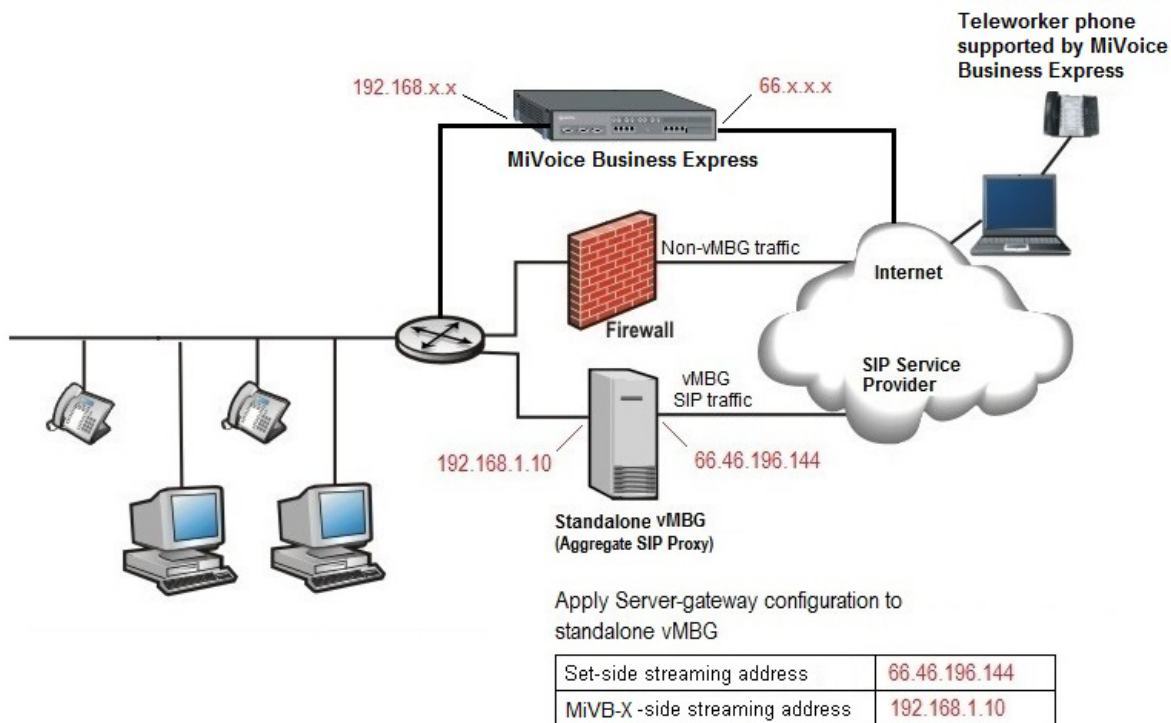 Teleworker phone
supported by MiVoice
Business Express
192.168.x.x
66.x.x.x
MiVoice Business Express
Non-vMBG traffic
Internet
Firewall
SIP Service
Provider
vMBG
SIP traffic
192.168.1.10
66.46.196.144
Standalone vMBG
(Aggregate SIP Proxy)
Apply Server-gateway configuration to
standalone vMBG
Set-side streaming address 66.46.196.144
MiVB-X -side streaming address 192.168.1.10